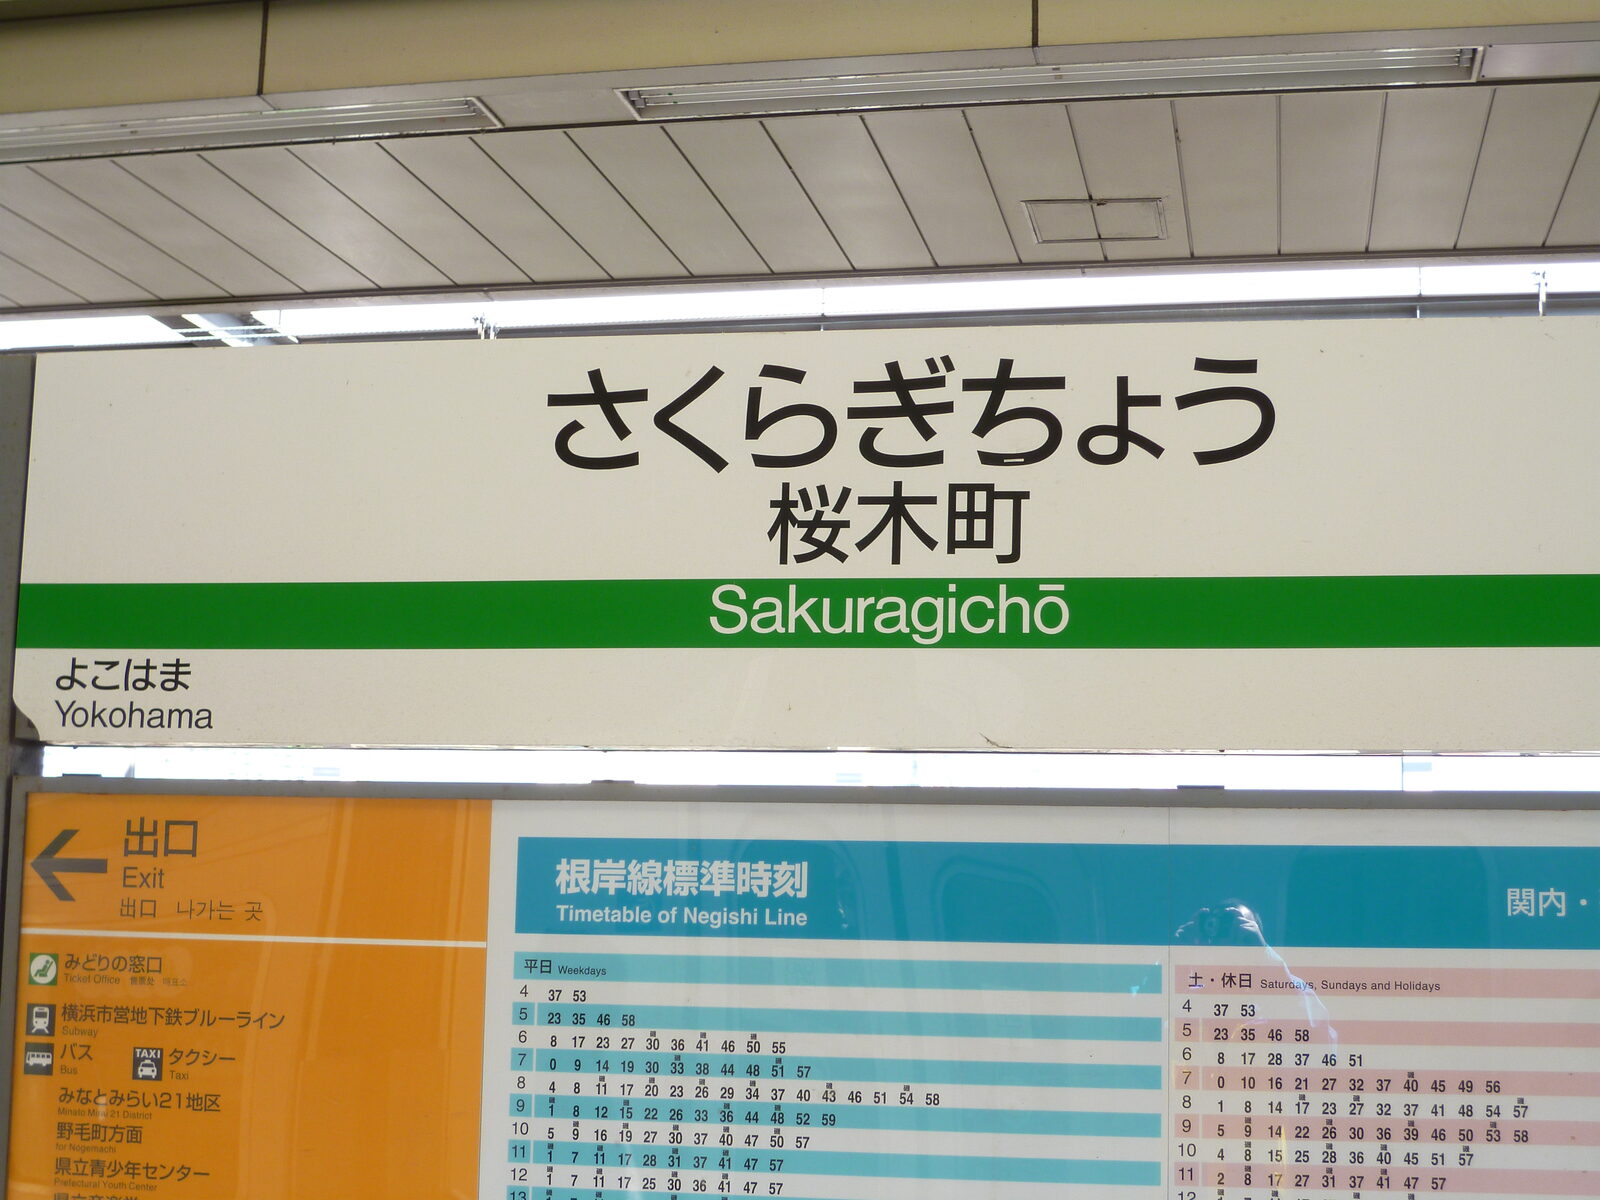 さくらぎちょう
桜木町
Sakuragichō
よこはま
Yokohama
出口
Exit
出口 나가는 곳
みどりの窓口
Ticket Office 售票处
横浜市営地下鉄ブルーライン
Subway
バス
Bus
TAXI
タクシー
Taxi
みなとみらい21地区
Minato Mirai 21 District
野毛町方面
for Nogemachi
県立青少年センター
Prefectural Youth Center
根岸線標準時刻
Timetable of Negishi Line
関内・
平日 Weekdays
4 37 53
5 23 35 46 58
6 8 17 23 27 30 36 41 46 50 55
7 0 9 14 19 30 33 38 44 48 51 57
8 4 8 11 17 20 23 26 29 34 37 40 43 46 51 54 58
9 1 8 12 15 22 26 33 36 44 48 52 59
10 5 9 16 19 27 30 37 40 47 50 57
11 1 7 11 17 28 31 37 41 47 57
12 1 7 11 17 25 30 36 41 47 57
13
土・休日 Saturdays, Sundays and Holidays
4 37 53
5 23 35 46 58
6 8 17 28 37 46 51
7 0 10 16 21 27 32 37 40 45 49 56
8 1 8 14 17 23 27 32 37 41 48 54 57
9 5 9 14 22 26 30 36 39 46 50 53 58
10 4 8 15 25 28 36 40 45 51 57
11 2 8 17 27 31 37 41 47 57
12